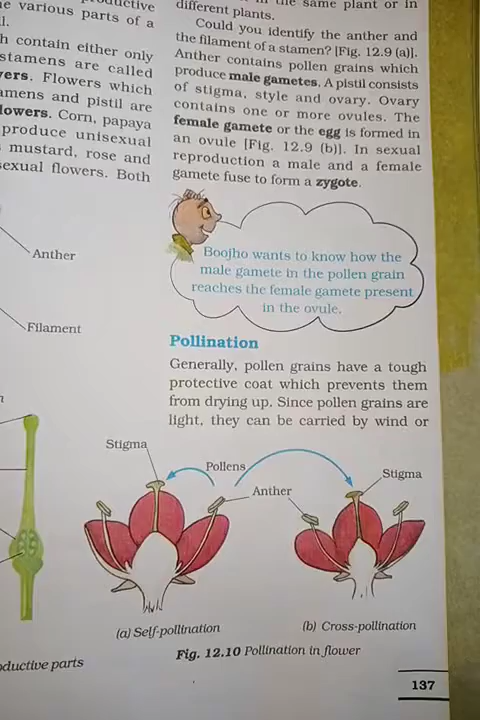 various parts of a
h contain either only
stamens are called
Flowers which
amens and pistil are
lowers. Corn, papaya
produce unisexual
mustard, rose and
sexual flowers. Both
Anther
Filament
oductive parts
the same plant or in
different plants.
Could you identify the anther and
the filament of a stamen? [Fig. 12.9 (a)].
Anther contains pollen grains which
produce male gametes. A pistil consists
of stigma, style and ovary. Ovary
contains one or more ovules. The
female gamete or the egg is formed in
an ovule [Fig. 12.9 (b)]. In sexual
reproduction a male and a female
gamete fuse to form a zygote.
Boojho wants to know how the
male gamete in the pollen grain
reaches the female gamete present
in the ovule.
Pollination
Generally, pollen grains have a tough
protective coat which prevents them
from drying up. Since pollen grains are
light, they can be carried by wind or
Stigma
Pollens
Stigma
Anther
(a) Self-pollination
(b) Cross-pollination
Fig. 12.10 Pollination in flower
137